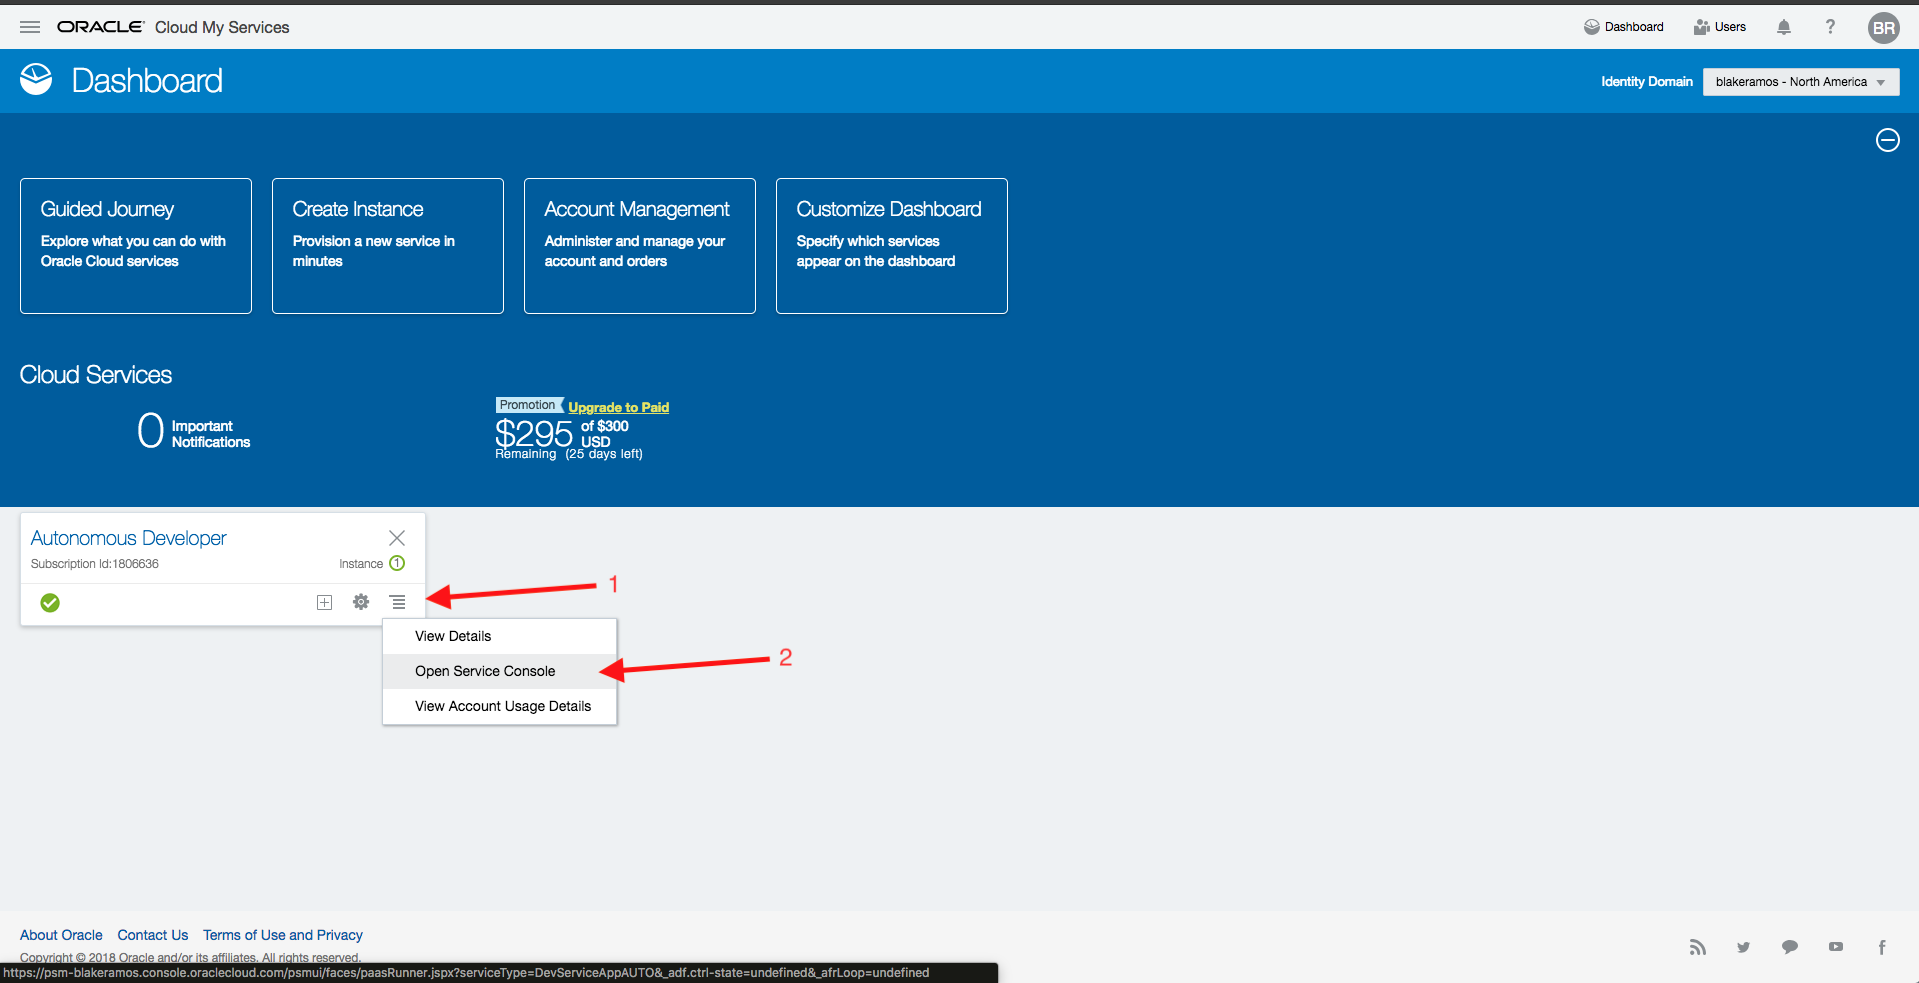 ORACLE® Cloud My Services
Dashboard
Users
?
BR
Dashboard
Identity Domain
blakeramos - North America
Guided Journey
Explore what you can do with
Oracle Cloud services
Create Instance
Provision a new service in
minutes
Account Management
Administer and manage your
account and orders
Customize Dashboard
Specify which services
appear on the dashboard
Cloud Services
0 Important
Notifications
Promotion Upgrade to Paid
$295 of $300
USD
Remaining (25 days left)
Autonomous Developer
Subscription Id:1806636
Instance 1
1
View Details
Open Service Console
2
View Account Usage Details
About Oracle Contact Us Terms of Use and Privacy
Copyright © 2018 Oracle and/or its affiliates. All rights reserved.
https://psm-blakeramos.console.oraclecloud.com/psmui/faces/paasRunner.jspx?serviceType=DevServiceAppAUTO&_adf.ctrl-state=undefined&_afrLoop=undefined